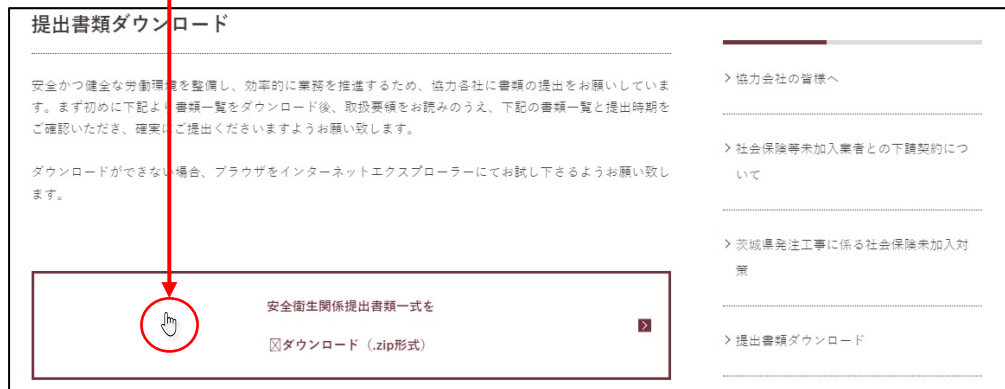 提出書類ダウンロード
安全かつ健全な労働環境を整備し、効率的に業務を推進するため、協力各社に書類の提出をお願いしていま
す。まず初めに下記より書類一覧をダウンロード後、取扱要領をお読みのうえ、下記の書類一覧と提出時期を
ご確認いただき、確実にご提出くださいますようお願い致します。
ダウンロードができない場合、ブラウザをインターネットエクスプローラーにてお試し下さるようお願い致し
ます。
安全衛生関係提出書類一式を
ダウンロード（.zip形式）
協力会社の皆様へ
社会保険等未加入業者との下請契約につ
いて
茨城県発注工事に係る社会保険未加入対
策
提出書類ダウンロード